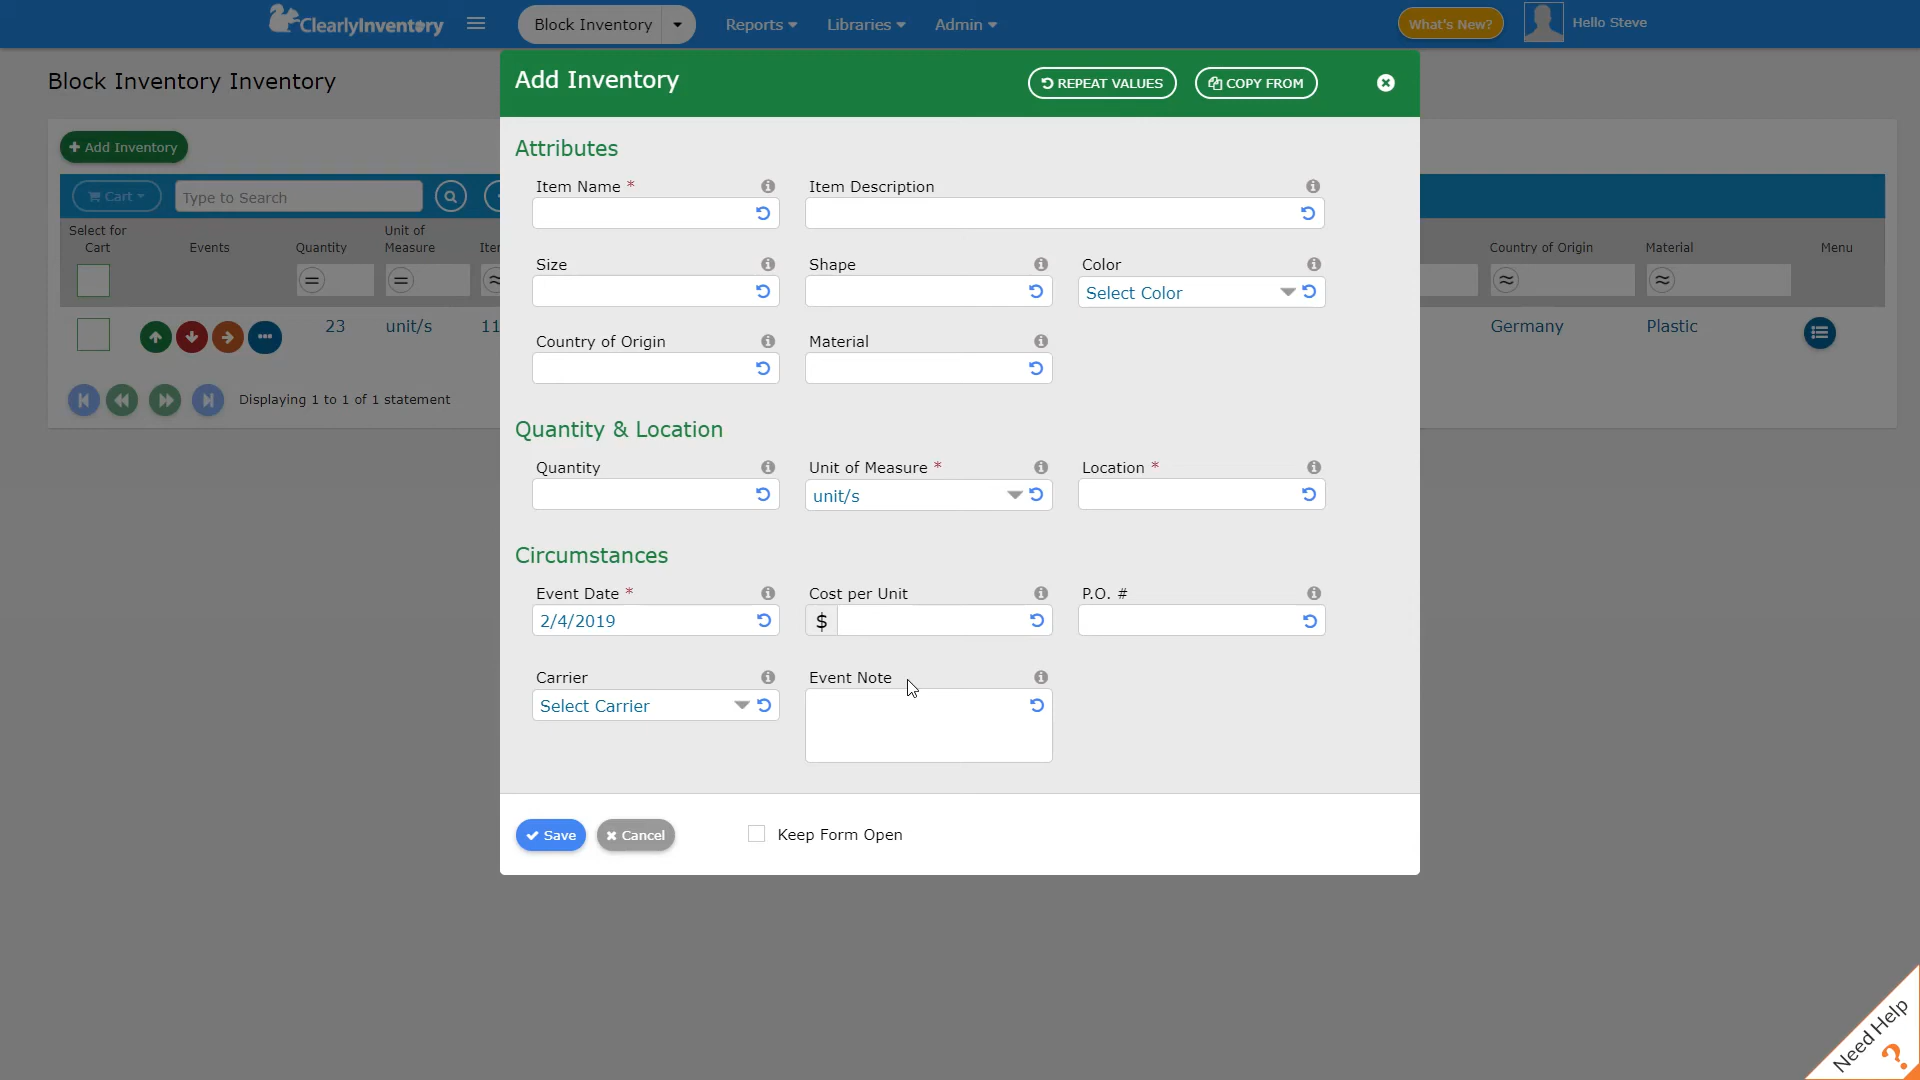 ClearlyInventory
Block Inventory
Reports
Libraries
Admin
What's New?
Hello Steve
Block Inventory Inventory
Add Inventory
REPEAT VALUES
COPY FROM
Add Inventory
Cart
Type to Search
Select for
Cart
Events
Quantity
Unit of
Measure
Country of Origin
Material
Menu
23
unit/s
11
Germany
Plastic
Displaying 1 to 1 of 1 statement
Attributes
Item Name *
Item Description
Size
Shape
Color
Select Color
Country of Origin
Material
Quantity & Location
Quantity
Unit of Measure *
Location *
unit/s
Circumstances
Event Date *
Cost per Unit
P.O. #
2/4/2019
$
Carrier
Event Note
Select Carrier
Save
Cancel
Keep Form Open
Need Help
?